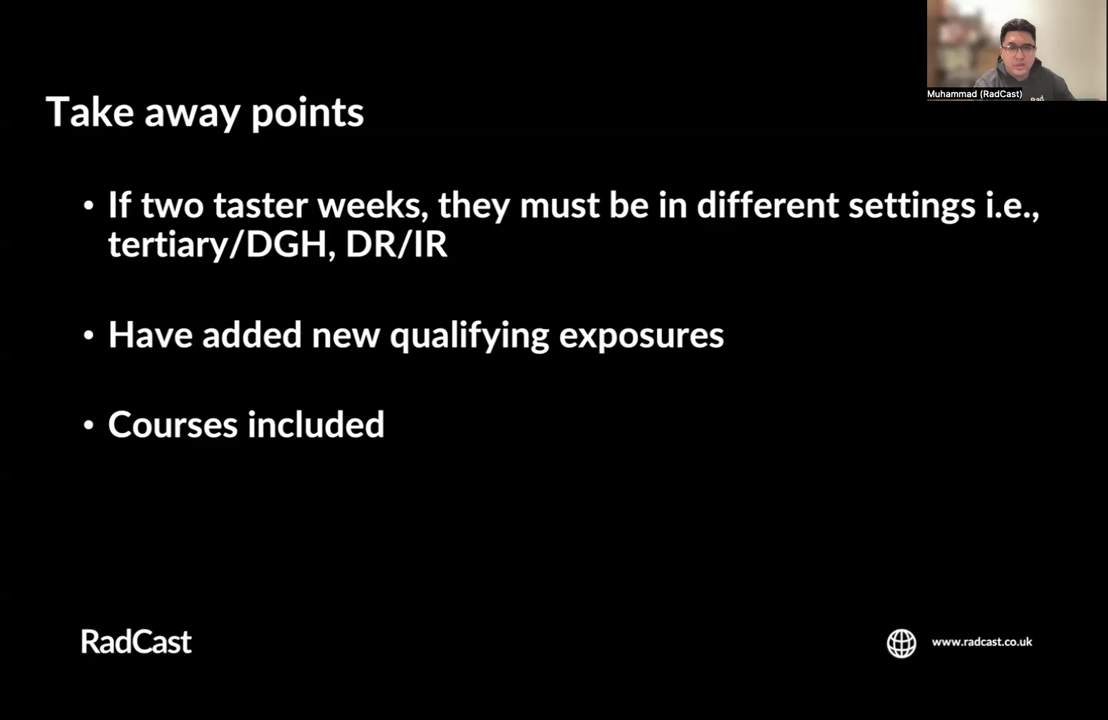 Muhammad (RadCast)
Take away points
• If two taster weeks, they must be in different settings i.e.,
tertiary/DGH, DR/IR
• Have added new qualifying exposures
• Courses included
RadCast
www.radcast.co.uk